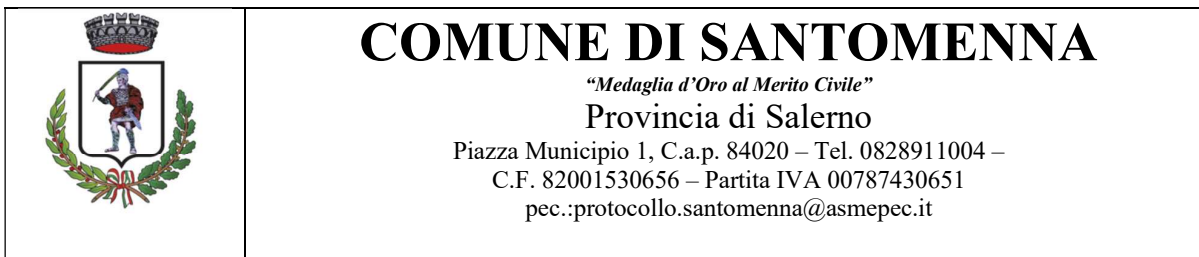 COMUNE DI SANTOMENNA
“Medaglia d’Oro al Merito Civile”
Provincia di Salerno
Piazza Municipio 1, C.a.p. 84020 – Tel. 0828911004 –
C.F. 82001530656 – Partita IVA 00787430651
pec.:protocollo.santomenna@asmepec.it